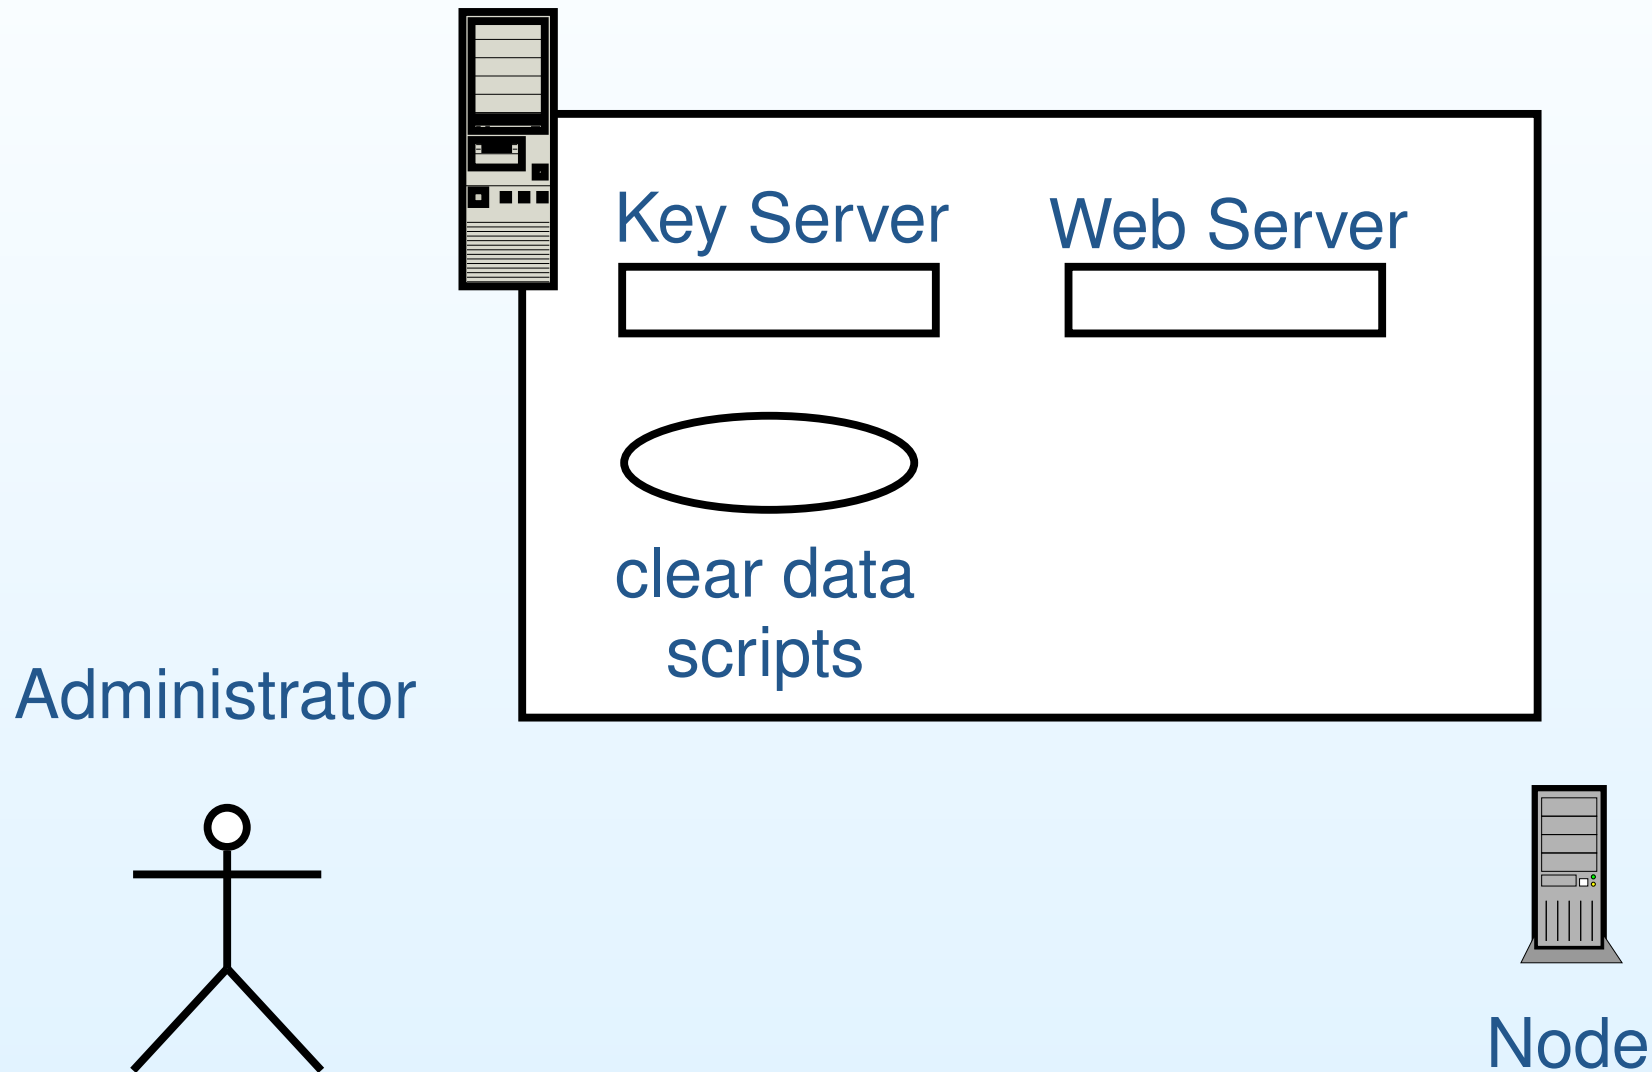 Key Server
Web Server
clear data
scripts
Administrator
Node